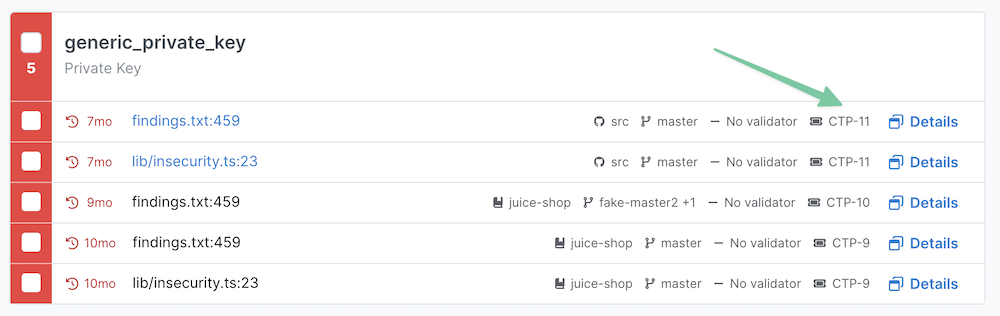 generic_private_key
5 Private Key
7mo findings.txt:459 src master No validator CTP-11 Details
7mo lib/insecurity.ts:23 src master No validator CTP-11 Details
9mo findings.txt:459 juice-shop fake-master2 +1 No validator CTP-10 Details
10mo findings.txt:459 juice-shop master No validator CTP-9 Details
10mo lib/insecurity.ts:23 juice-shop master No validator CTP-9 Details